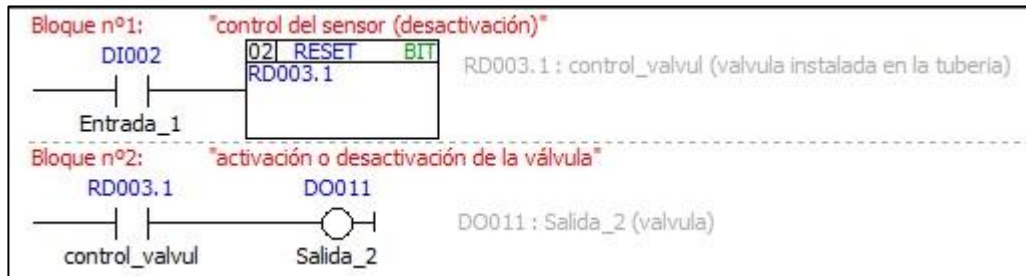 Bloque nº1: "control del sensor (desactivación)"
DI002 02 RESET BIT
RD003.1 RD003.1 : control_valvul (valvula instalada en la tuberia)
Entrada_1
Bloque nº2: "activación o desactivación de la válvula"
RD003.1 DO011
DO011 : Salida_2 (valvula)
control_valvul Salida_2